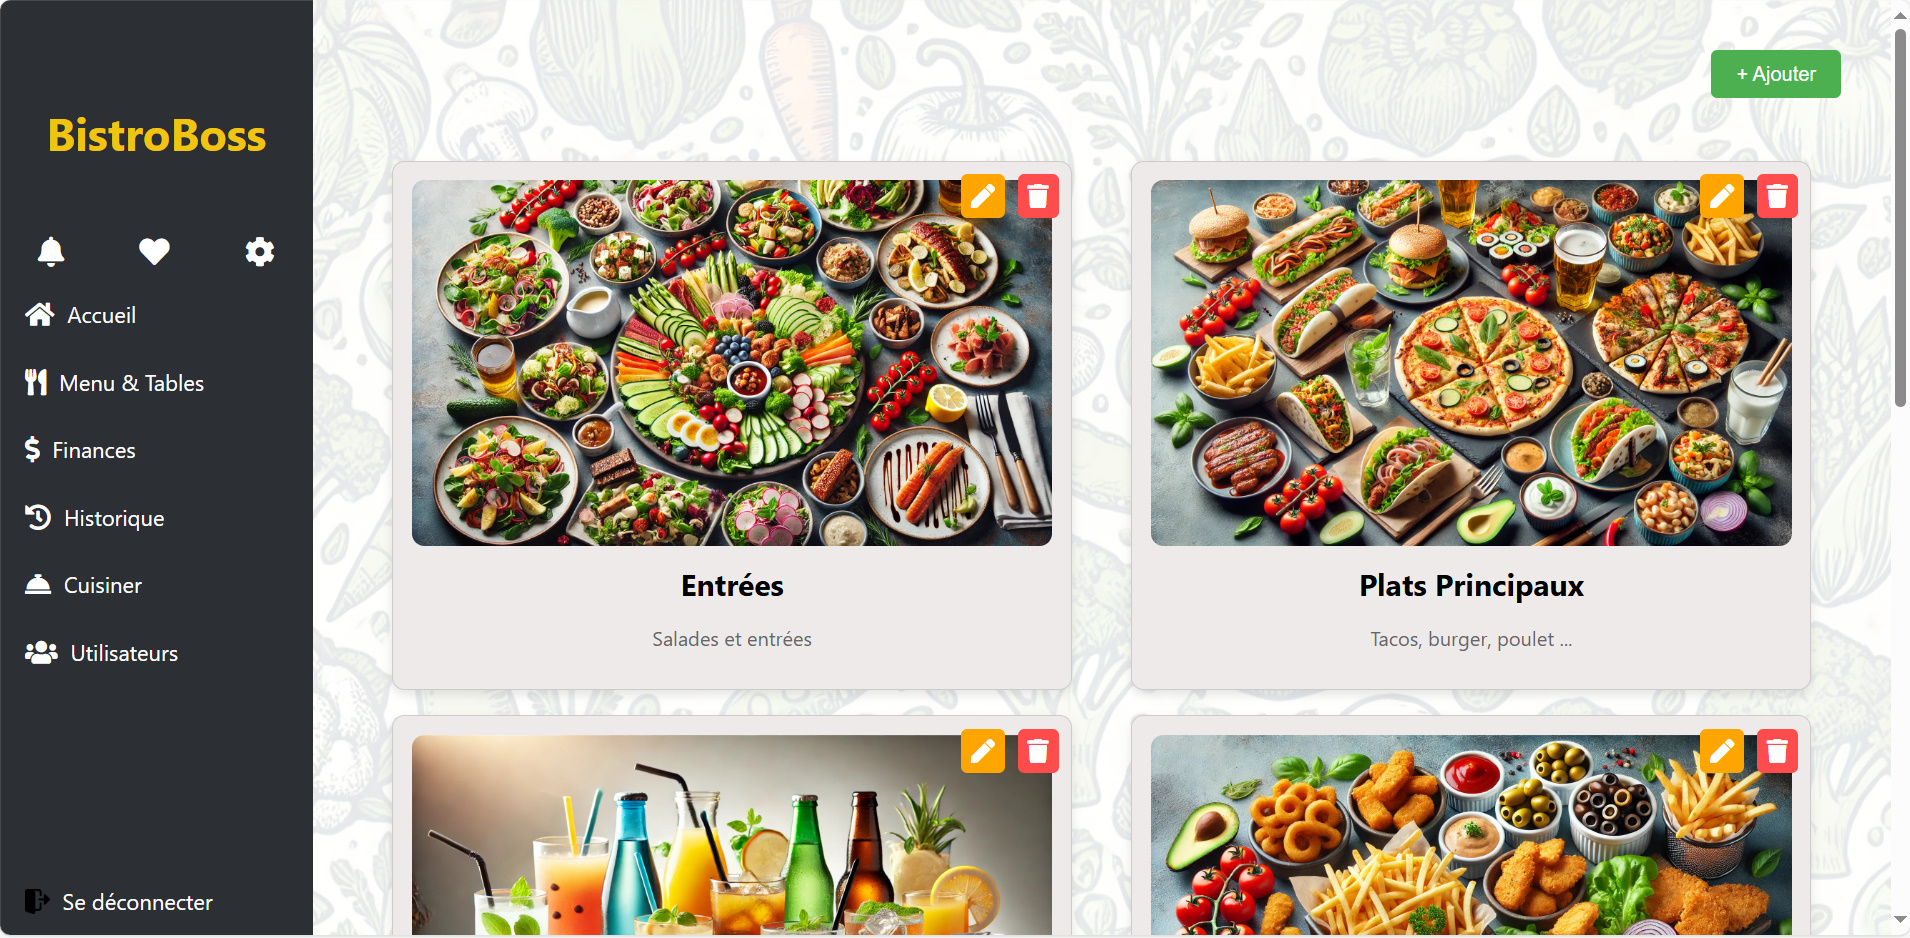 BistroBoss
Accueil
Menu & Tables
Finances
Historique
Cuisiner
Utilisateurs
Se déconnecter
+ Ajouter
Entrées
Salades et entrées
Plats Principaux
Tacos, burger, poulet ...